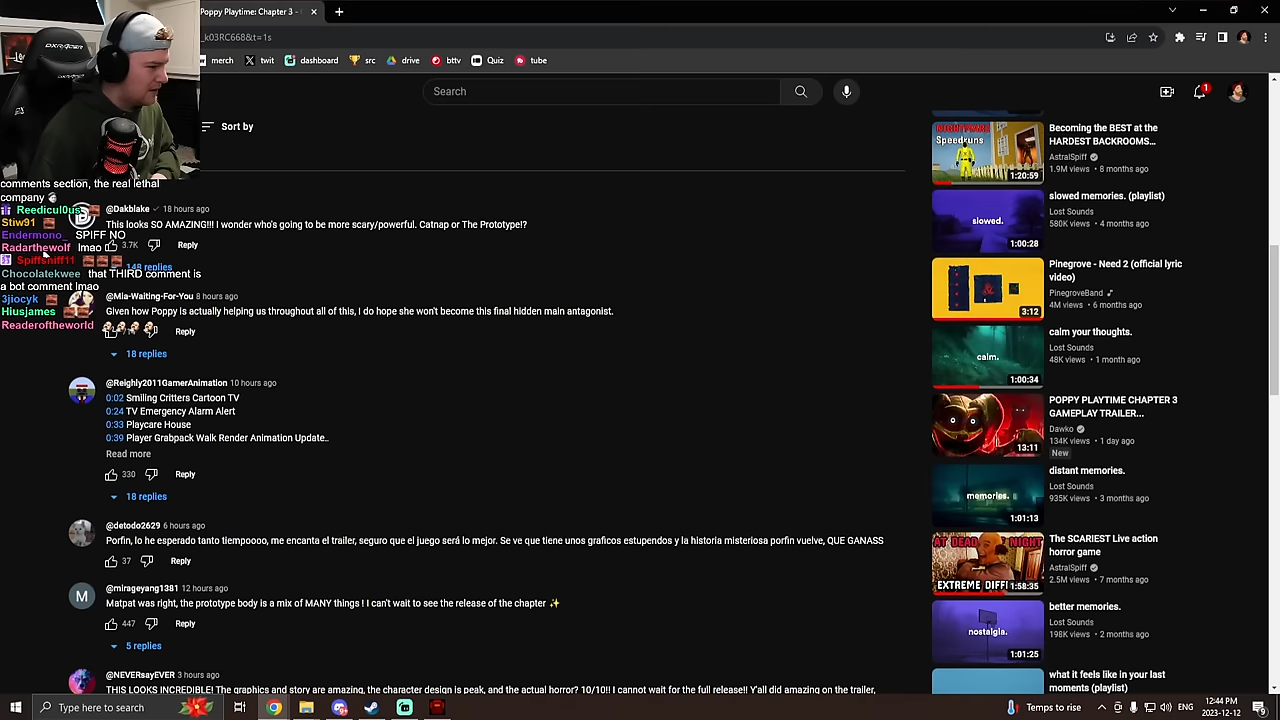 Poppy Playtime: Chapter 3 -
_k03RC668&t=1s
merch
twit
dashboard
src
drive
bttv
Quiz
tube
Search
1
DXRACER
Sort by
comments section, the real lethal
company
Reedicul0us
Stiw91
Endermono_ SPIFF NO
Radarthewolf lmao
Spiffsniff11
Chocolatekwee that THIRD comment is
a bot comment lmao
3jiocyk
Hiusjames
Readeroftheworld
@Dakblake 18 hours ago
This looks SO AMAZING!!! I wonder who's going to be more scary/powerful. Catnap or The Prototype!?
3.7K Reply
148 replies
@Mia-Waiting-For-You 8 hours ago
Given how Poppy is actually helping us throughout all of this, I do hope she won't become this final hidden main antagonist.
Reply
18 replies
@Reighly2011GamerAnimation 10 hours ago
0:02 Smiling Critters Cartoon TV
0:24 TV Emergency Alarm Alert
0:33 Playcare House
0:39 Player Grabpack Walk Render Animation Update..
Read more
330 Reply
18 replies
@detodo2629 6 hours ago
Porfin, lo he esperado tanto tiempoooo, me encanta el trailer, seguro que el juego será lo mejor. Se ve que tiene unos graficos estupendos y la historia misteriosa porfin vuelve, QUE GANASS
37 Reply
M
@mirageyang1381 12 hours ago
Matpat was right, the prototype body is a mix of MANY things ! I can't wait to see the release of the chapter ✨
447 Reply
5 replies
@NEVERsayEVER 3 hours ago
THIS LOOKS INCREDIBLE! The graphics and story are amazing, the character design is peak, and the actual horror? 10/10!! I cannot wait for the full release!! Y'all did amazing on the trailer,
NIGHTMARE
Speedruns
1:20:59
Becoming the BEST at the
HARDEST BACKROOMS...
AstralSpiff
1.9M views • 8 months ago
slowed.
1:00:28
slowed memories. (playlist)
Lost Sounds
580K views • 4 months ago
3:12
Pinegrove - Need 2 (official lyric
video)
PinegroveBand
4M views • 6 months ago
calm.
1:00:34
calm your thoughts.
Lost Sounds
48K views • 1 month ago
13:11
POPPY PLAYTIME CHAPTER 3
GAMEPLAY TRAILER...
Dawko
134K views • 1 day ago
New
memories.
1:01:13
distant memories.
Lost Sounds
935K views • 3 months ago
AT DEAD NIGHT
EXTREME DIFF!
1:58:35
The SCARIEST Live action
horror game
AstralSpiff
2.5M views • 7 months ago
nostalgia.
1:01:25
better memories.
Lost Sounds
198K views • 2 months ago
what it feels like in your last
moments (playlist)
Type here to search
Temps to rise
ENG
12:44 PM
2023-12-12
9